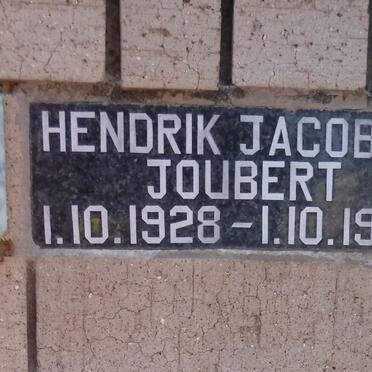 HENDRIK JACOB
JOUBERT
1.10.1928 - 1.10.19